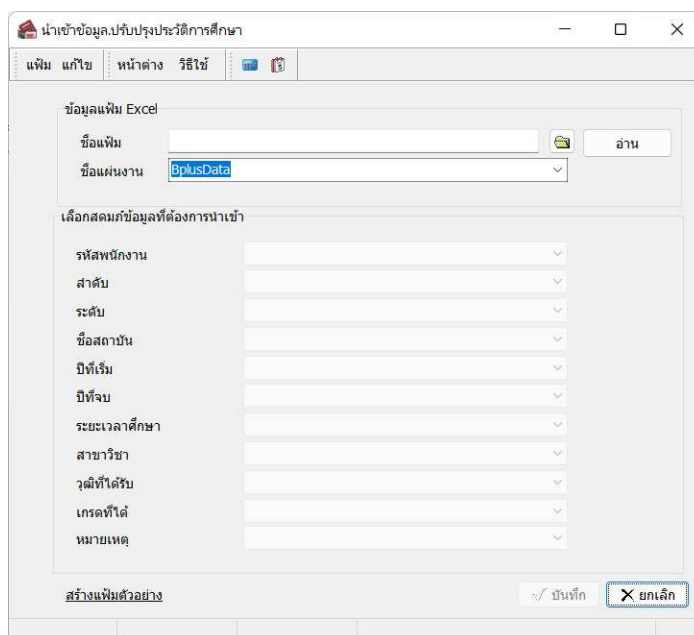 นำเข้าข้อมูล.ปรับปรุงประวัติการศึกษา
แฟ้ม แก้ไข หน้าต่าง วิธีใช้
ข้อมูลแฟ้ม Excel
ชื่อแฟ้ม
อ่าน
ชื่อแผ่นงาน BplusData
เลือกสดมภ์ข้อมูลที่ต้องการนำเข้า
รหัสพนักงาน
ลำดับ
ระดับ
ชื่อสถาบัน
ปีที่เริ่ม
ปีที่จบ
ระยะเวลาศึกษา
สาขาวิชา
วุฒิที่ได้รับ
เกรดที่ได้
หมายเหตุ
สร้างแฟ้มตัวอย่าง บันทึก ยกเลิก